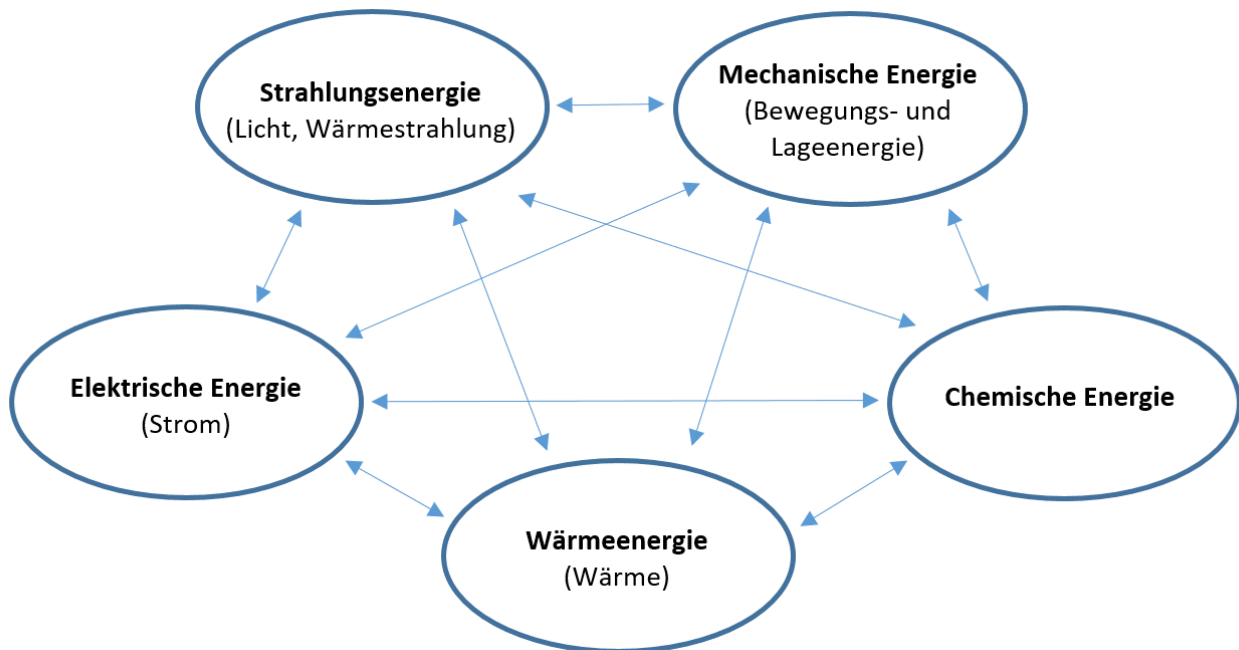 Strahlungsenergie
(Licht, Wärmestrahlung)
Mechanische Energie
(Bewegungs- und
Lageenergie)
Elektrische Energie
(Strom)
Chemische Energie
Wärmeenergie
(Wärme)